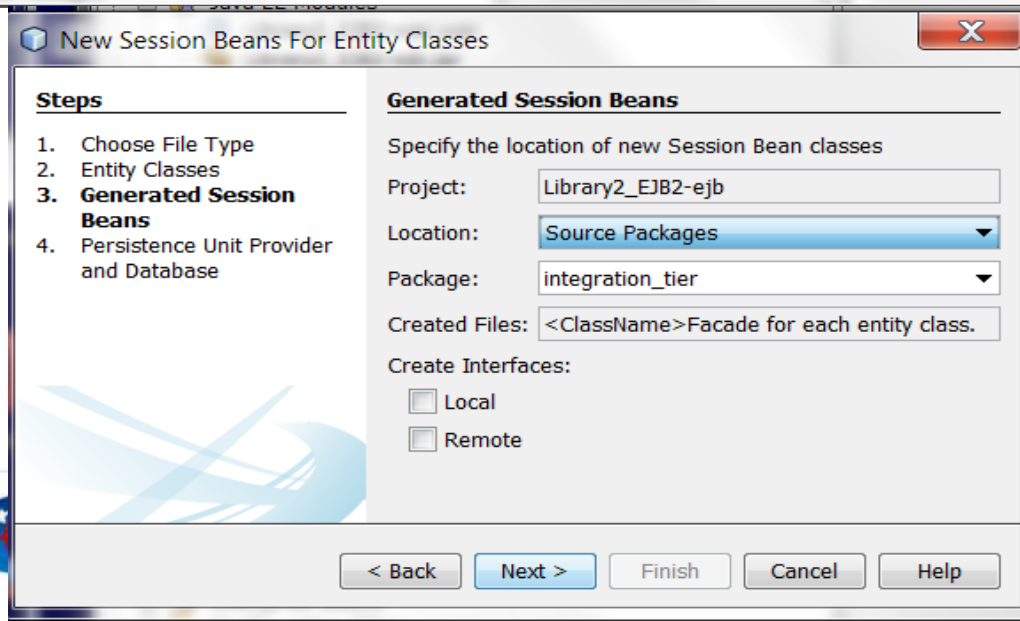 Java EE Modules
New Session Beans For Entity Classes
Steps
1. Choose File Type
2. Entity Classes
3. Generated Session
Beans
4. Persistence Unit Provider
and Database
Generated Session Beans
Specify the location of new Session Bean classes
Project: Library2_EJB2-ejb
Location: Source Packages
Package: integration_tier
Created Files: <ClassName>Facade for each entity class.
Create Interfaces:
Local
Remote
< Back Next > Finish Cancel Help